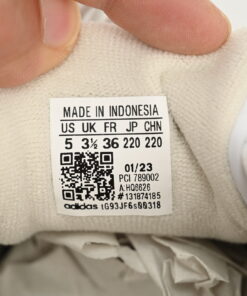 MADE IN INDONESIA
US UK FR JP CHN
5 3½ 36 220 220
01/23
PCI 789002
A:HQ6626
#131874185
adidas IG93JF6s00318